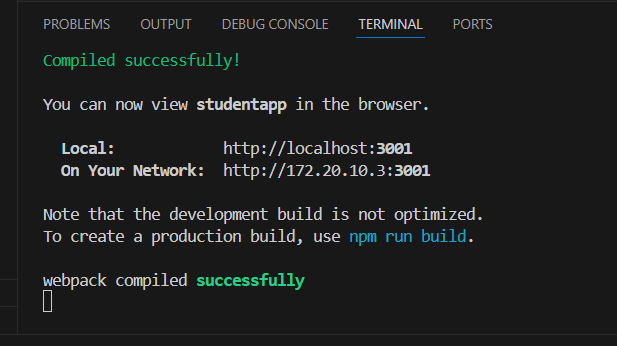 PROBLEMS OUTPUT DEBUG CONSOLE TERMINAL PORTS
Compiled successfully!
You can now view studentapp in the browser.
Local: http://localhost:3001
On Your Network: http://172.20.10.3:3001
Note that the development build is not optimized.
To create a production build, use npm run build.
webpack compiled successfully